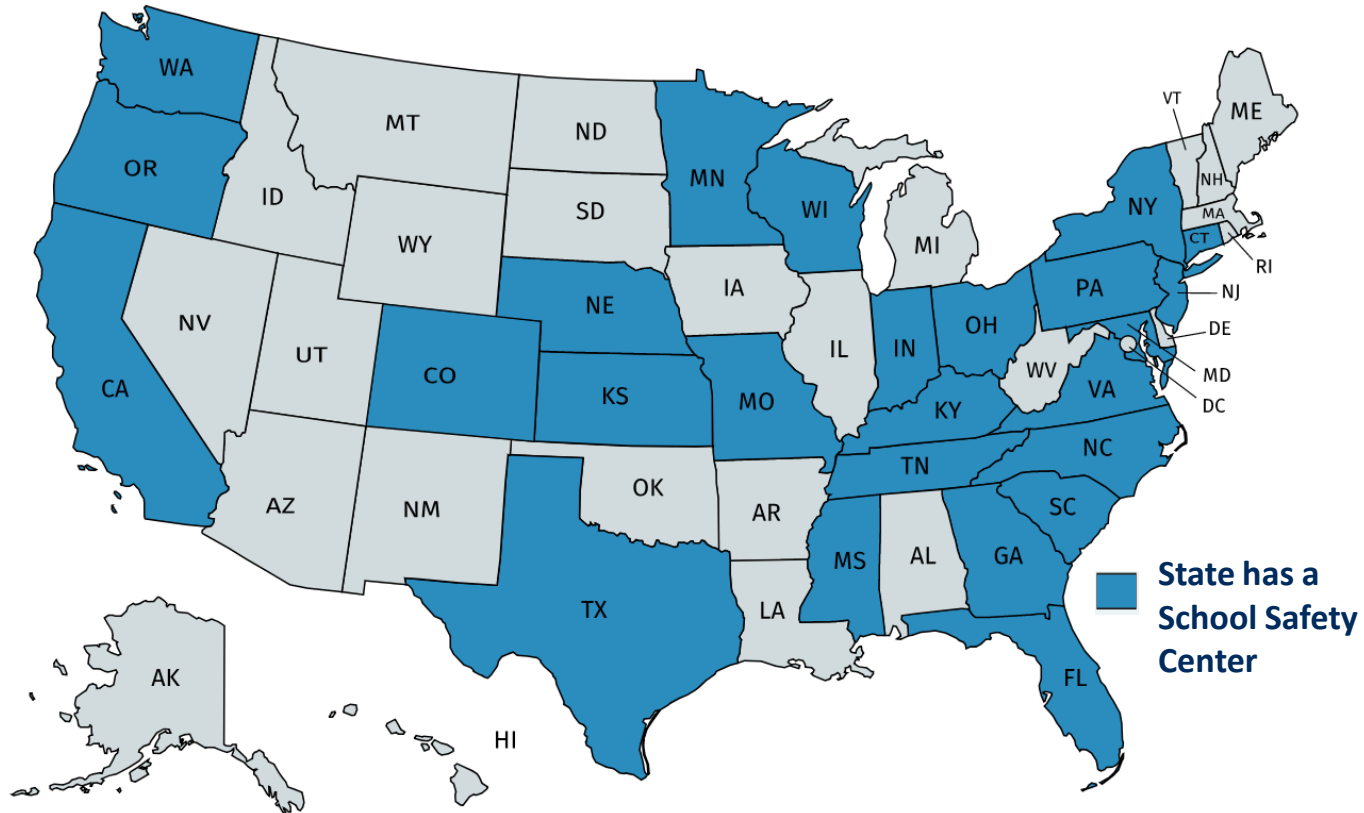 WA
MT
ND
MN
VT
ME
OR
ID
SD
WI
NH
NY
MA
WY
MI
CT
RI
IA
PA
NJ
NE
NV
OH
DE
UT
IL
IN
WV
MD
CA
CO
KS
MO
KY
VA
DC
TN
NC
AZ
NM
OK
AR
SC
MS
AL
GA
TX
LA
State has a
School Safety
Center
AK
FL
HI